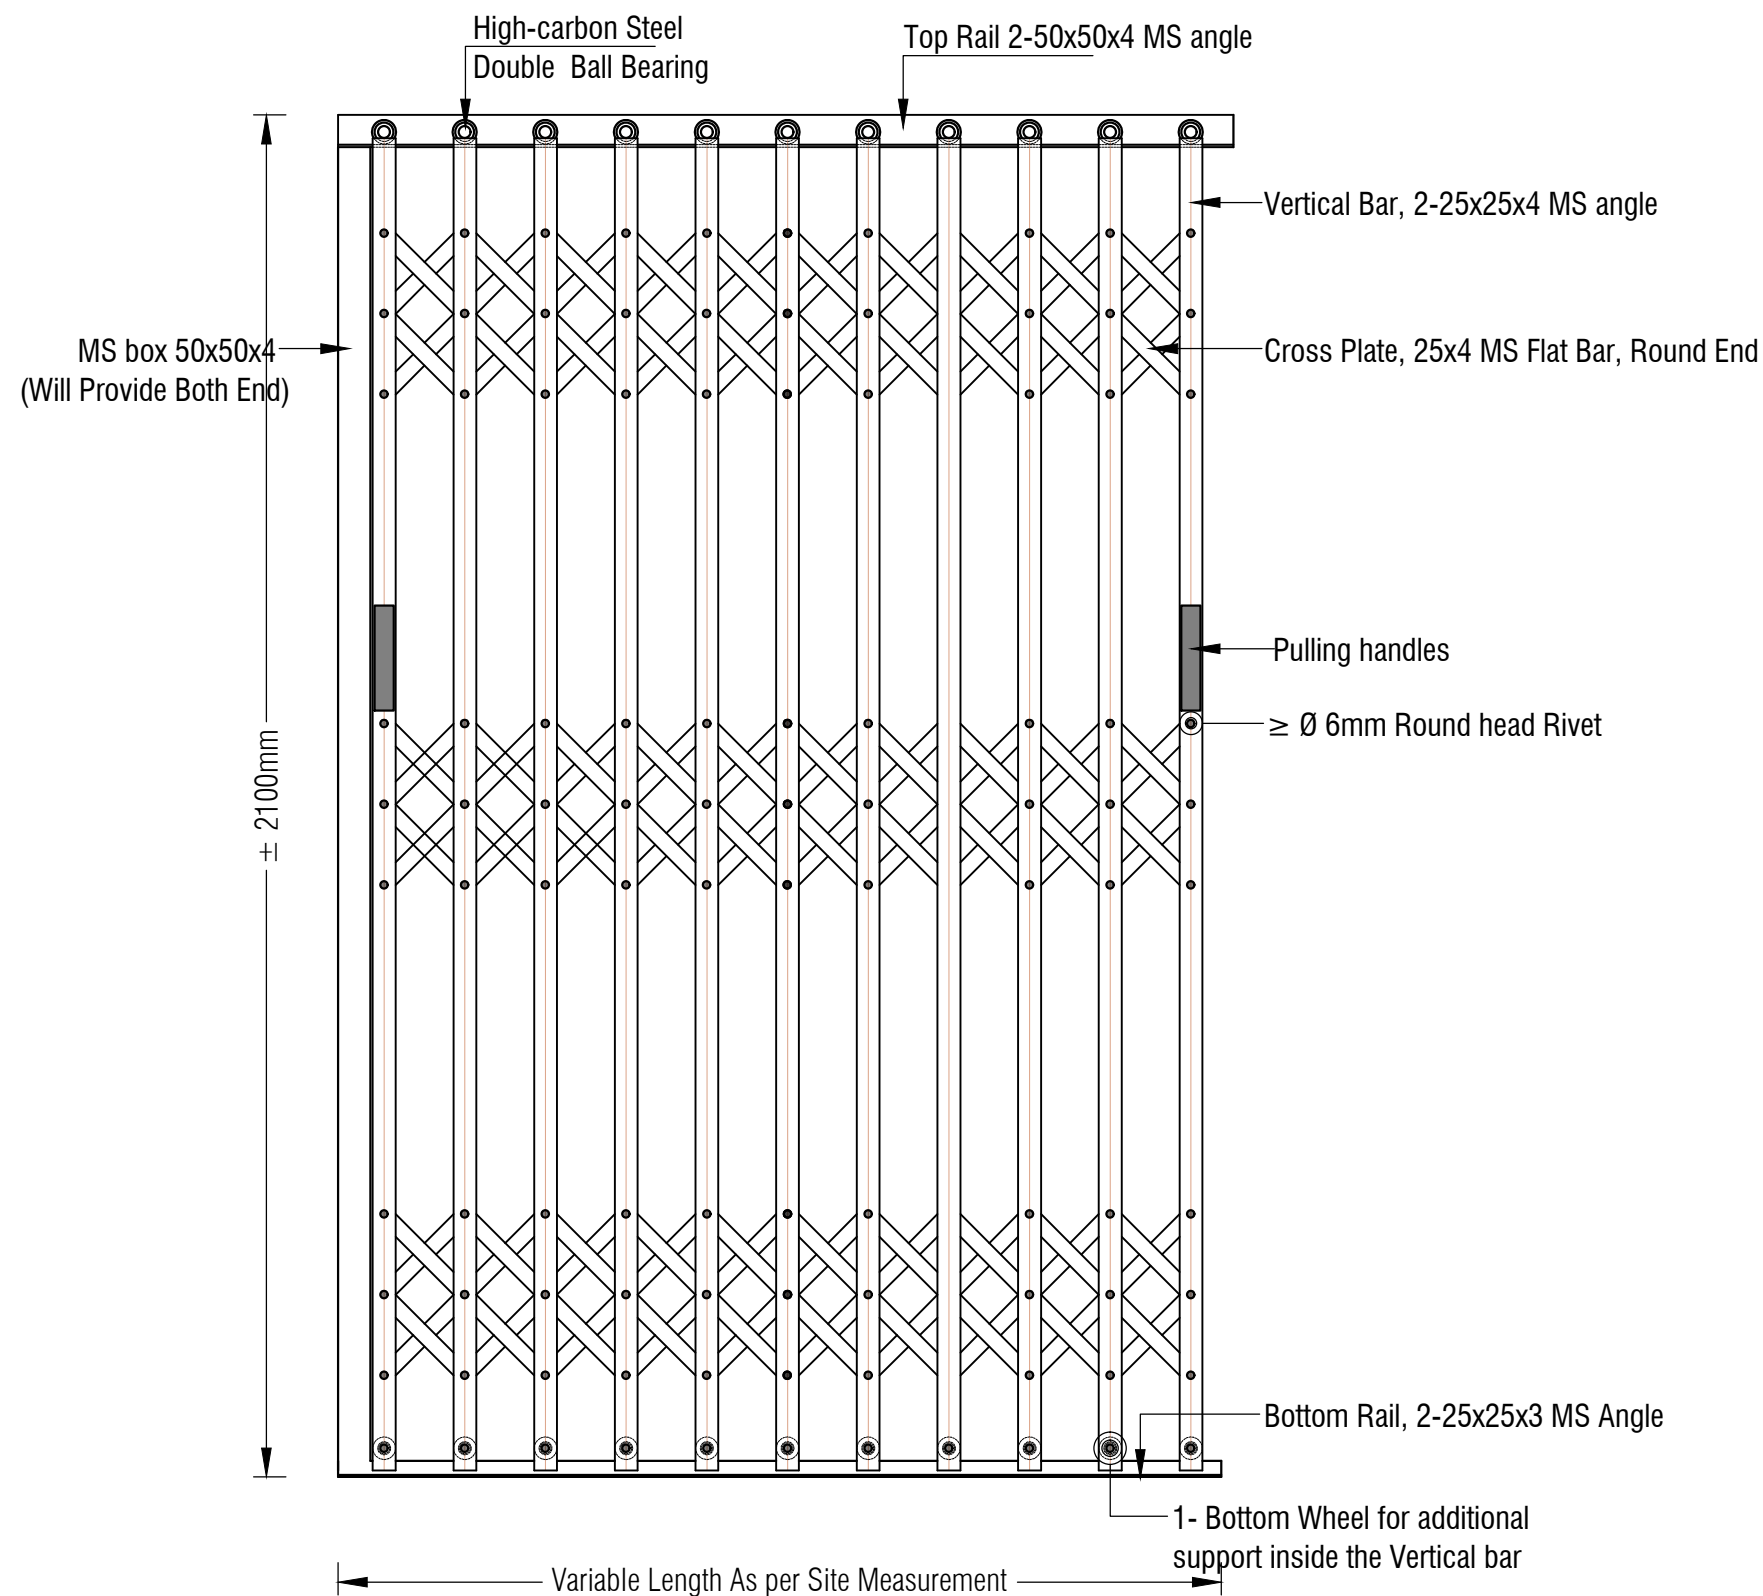 High-carbon Steel
Double Ball Bearing
Top Rail 2-50x50x4 MS angle
Vertical Bar, 2-25x25x4 MS angle
MS box 50x50x4
(Will Provide Both End)
Cross Plate, 25x4 MS Flat Bar, Round End
Pulling handles
≥ Ø 6mm Round head Rivet
± 2100mm
Bottom Rail, 2-25x25x3 MS Angle
1- Bottom Wheel for additional
support inside the Vertical bar
Variable Length As per Site Measurement